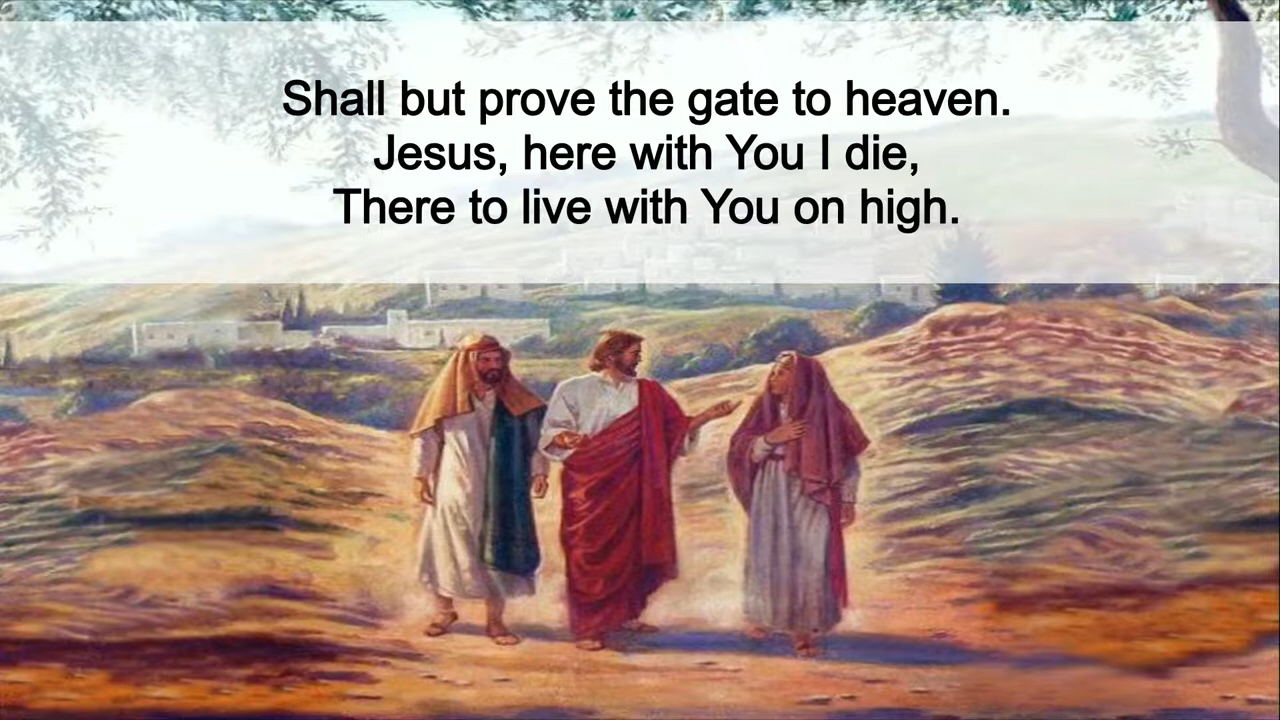 Shall but prove the gate to heaven.
Jesus, here with You I die,
There to live with You on high.